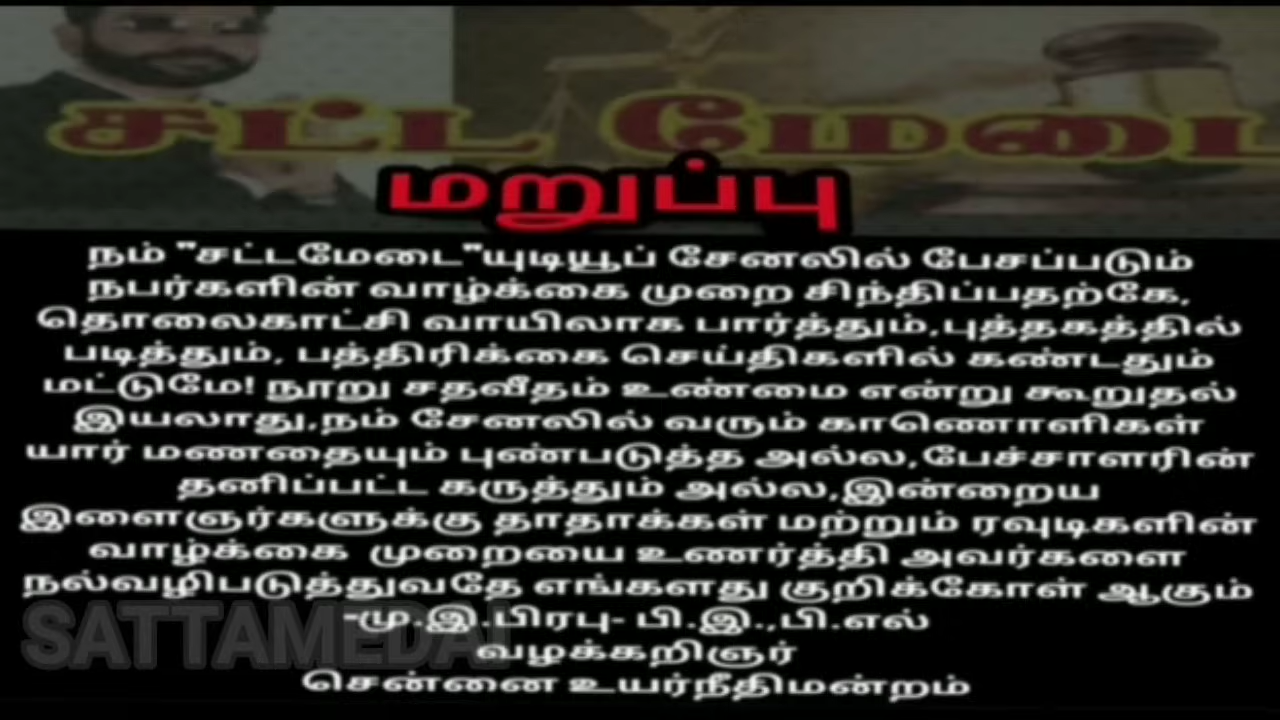 சட்ட மேடை
மறுப்பு
நம் "சட்டமேடை"யுடியூப் சேனலில் பேசப்படும்
நபர்களின் வாழ்க்கை முறை சிந்திப்பதற்கே,
தொலைகாட்சி வாயிலாக பார்த்தும்,புத்தகத்தில்
படித்தும், பத்திரிக்கை செய்திகளில் கண்டதும்
மட்டுமே! நூறு சதவீதம் உண்மை என்று கூறுதல்
இயலாது,நம் சேனலில் வரும் காணொளிகள்
யார் மணதையும் புண்படுத்த அல்ல,பேச்சாளரின்
தனிப்பட்ட கருத்தும் அல்ல,இன்றைய
இளைஞர்களுக்கு தாதாக்கள் மற்றும் ரவுடிகளின்
வாழ்க்கை முறையை உணர்த்தி அவர்களை
நல்வழிபடுத்துவதே எங்களது குறிக்கோள் ஆகும்
-மு.இ.பிரபு- பி.இ.,பி.எல்
வழக்கறிஞர்
சென்னை உயர்நீதிமன்றம்
SATTAMEDAI